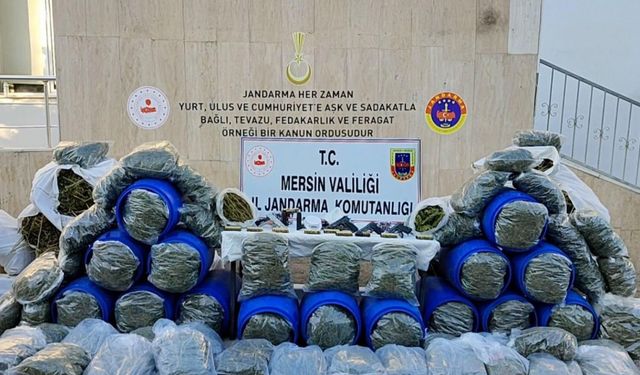 JANDARMA HER ZAMAN
YURT, ULUS VE CUMHURİYET'E AŞK VE SADAKATLA
BAĞLI, TEVAZU, FEDAKARLIK VE FERAGAT
ÖRNEĞİ BİR KANUN ORDUSUDUR
JANDARMA
T.C.
MERSİN VALİLİĞİ
İL JANDARMA KOMUTANLIĞI